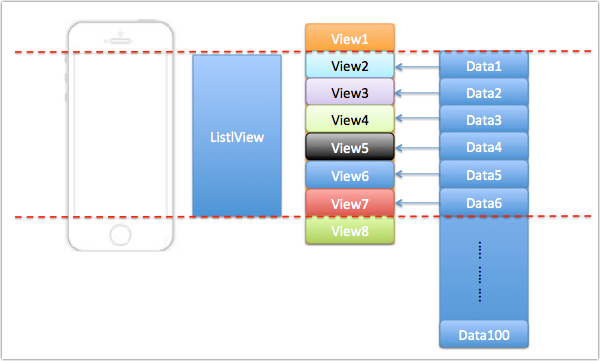 View1
View2
View3
View4
View5
View6
View7
View8
ListlView
Data1
Data2
Data3
Data4
Data5
Data6
Data100